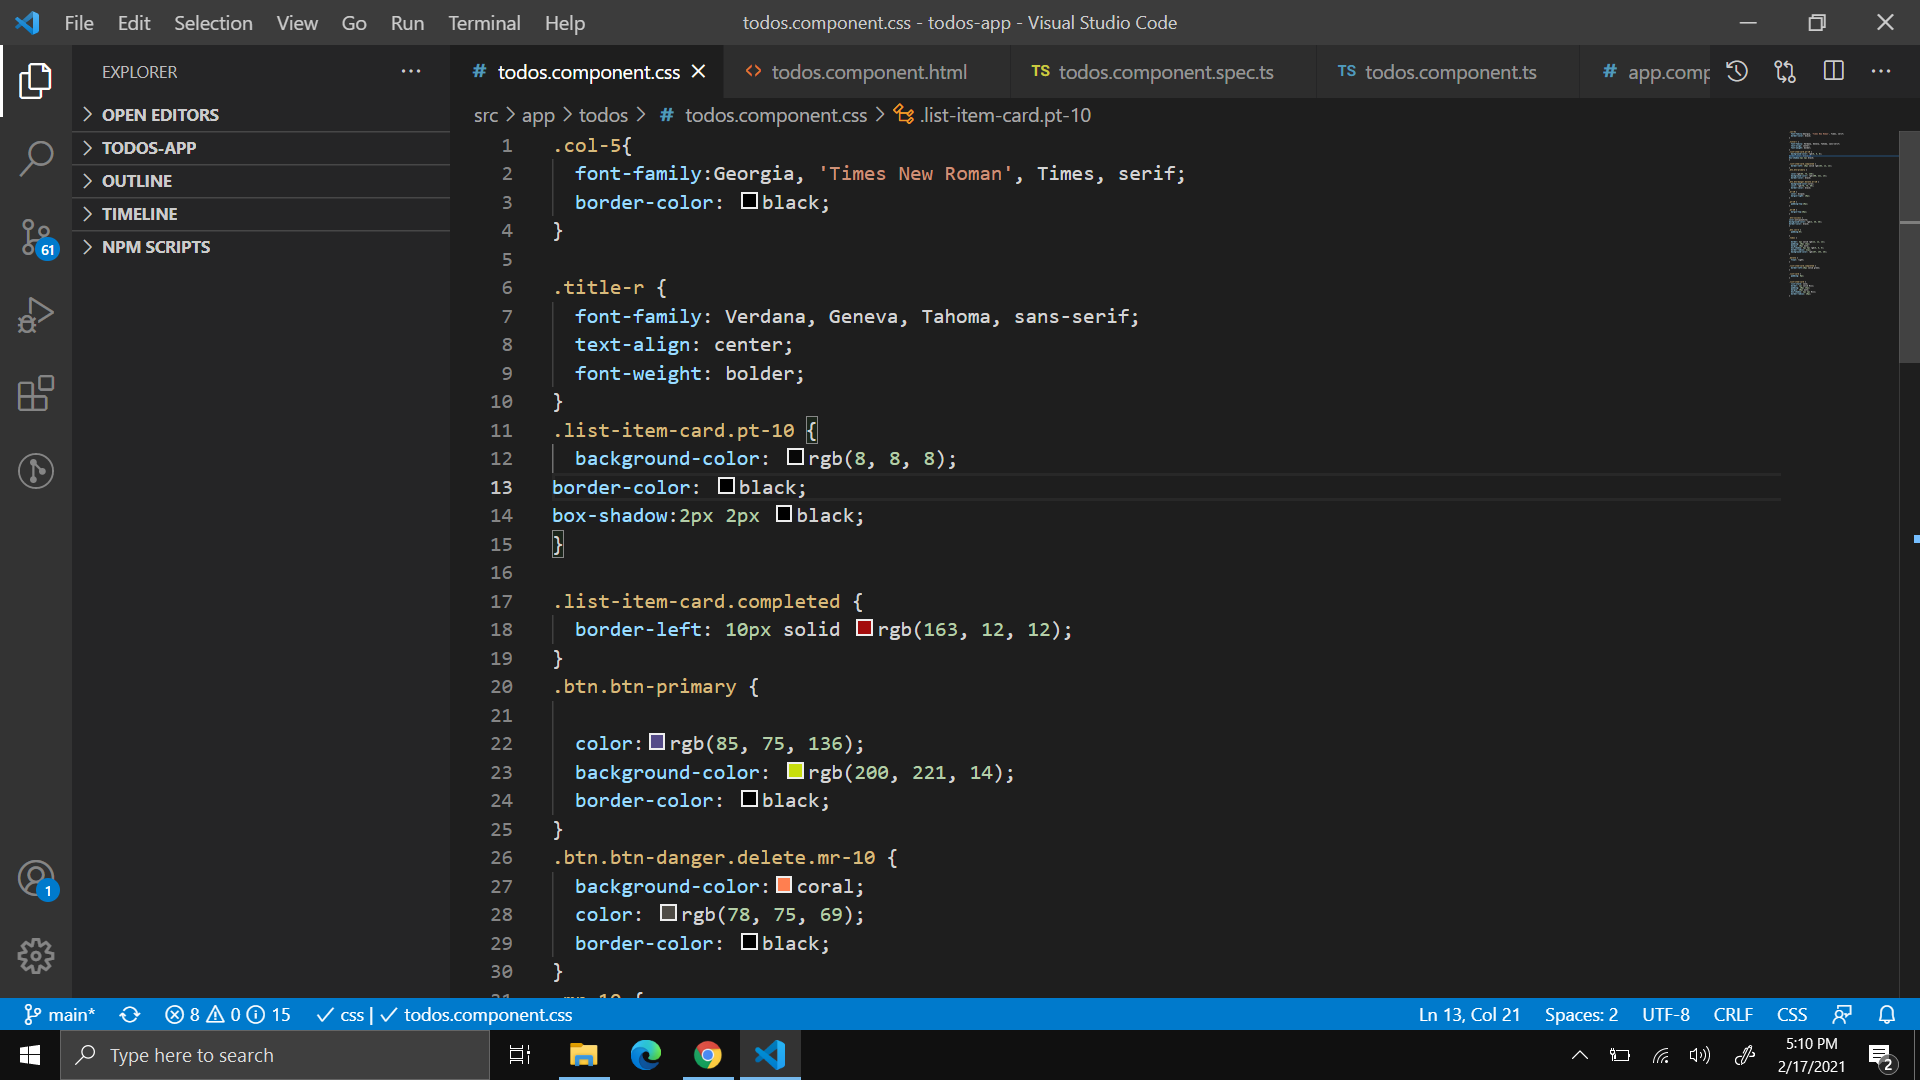 File Edit Selection View Go Run Terminal Help
todos.component.css - todos-app - Visual Studio Code
EXPLORER
OPEN EDITORS
TODOS-APP
OUTLINE
TIMELINE
NPM SCRIPTS
61
1
# todos.component.css
<> todos.component.html
TS todos.component.spec.ts
TS todos.component.ts
# app.comp
src > app > todos > # todos.component.css > .list-item-card.pt-10
1 .col-5{
2 font-family:Georgia, 'Times New Roman', Times, serif;
3 border-color: black;
4 }
5
6 .title-r {
7 font-family: Verdana, Geneva, Tahoma, sans-serif;
8 text-align: center;
9 font-weight: bolder;
10 }
11 .list-item-card.pt-10 {
12 background-color: rgb(8, 8, 8);
13 border-color: black;
14 box-shadow:2px 2px black;
15 }
16
17 .list-item-card.completed {
18 border-left: 10px solid rgb(163, 12, 12);
19 }
20 .btn.btn-primary {
21
22 color: rgb(85, 75, 136);
23 background-color: rgb(200, 221, 14);
24 border-color: black;
25 }
26 .btn.btn-danger.delete.mr-10 {
27 background-color: coral;
28 color: rgb(78, 75, 69);
29 border-color: black;
30 }
main* 8 0 15 css | todos.component.css
Ln 13, Col 21 Spaces: 2 UTF-8 CRLF CSS
Type here to search
5:10 PM
2/17/2021
2